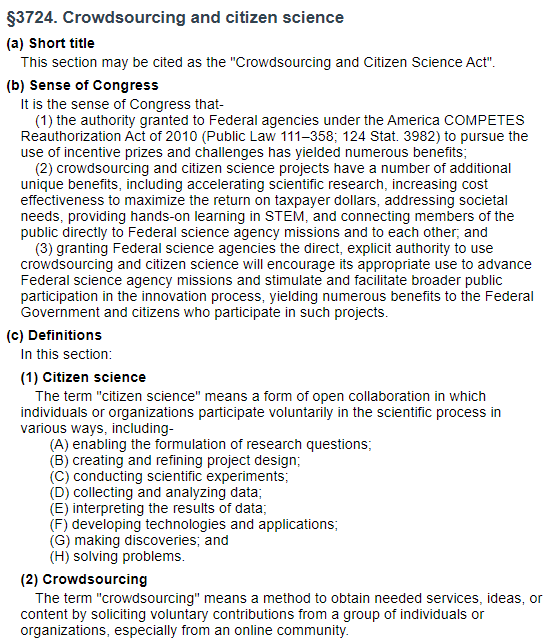 §3724. Crowdsourcing and citizen science
(a) Short title
This section may be cited as the "Crowdsourcing and Citizen Science Act".
(b) Sense of Congress
It is the sense of Congress that-
(1) the authority granted to Federal agencies under the America COMPETES
Reauthorization Act of 2010 (Public Law 111–358; 124 Stat. 3982) to pursue the
use of incentive prizes and challenges has yielded numerous benefits;
(2) crowdsourcing and citizen science projects have a number of additional
unique benefits, including accelerating scientific research, increasing cost
effectiveness to maximize the return on taxpayer dollars, addressing societal
needs, providing hands-on learning in STEM, and connecting members of the
public directly to Federal science agency missions and to each other; and
(3) granting Federal science agencies the direct, explicit authority to use
crowdsourcing and citizen science will encourage its appropriate use to advance
Federal science agency missions and stimulate and facilitate broader public
participation in the innovation process, yielding numerous benefits to the Federal
Government and citizens who participate in such projects.
(c) Definitions
In this section:
(1) Citizen science
The term "citizen science" means a form of open collaboration in which
individuals or organizations participate voluntarily in the scientific process in
various ways, including-
(A) enabling the formulation of research questions;
(B) creating and refining project design;
(C) conducting scientific experiments;
(D) collecting and analyzing data;
(E) interpreting the results of data;
(F) developing technologies and applications;
(G) making discoveries; and
(H) solving problems.
(2) Crowdsourcing
The term "crowdsourcing" means a method to obtain needed services, ideas, or
content by soliciting voluntary contributions from a group of individuals or
organizations, especially from an online community.